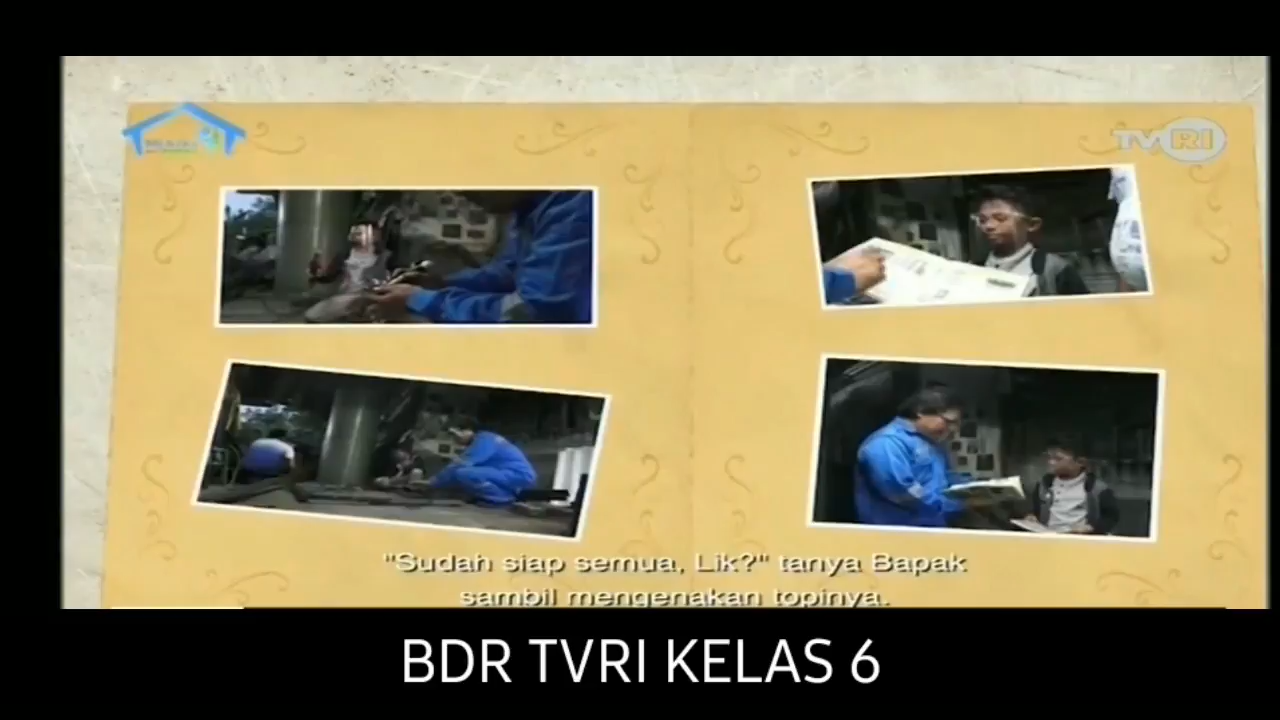 TVRI
"Sudah siap semua, Lik?" tanya Bapak
sambil mengenakan topinya.
BDR TVRI KELAS 6